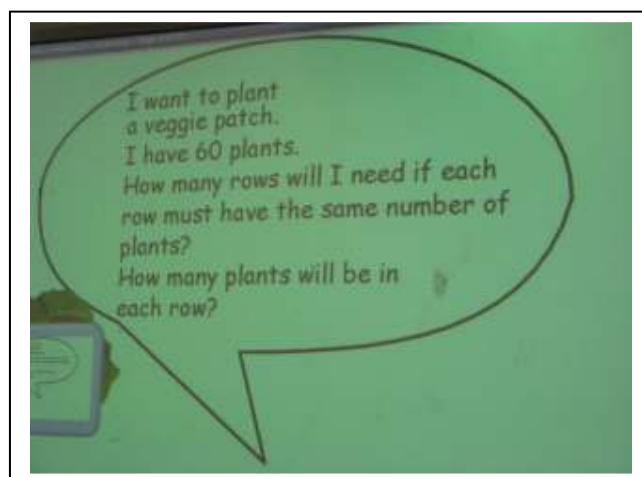 I want to plant
a veggie patch.
I have 60 plants.
How many rows will I need if each
row must have the same number of
plants?
How many plants will be in
each row?